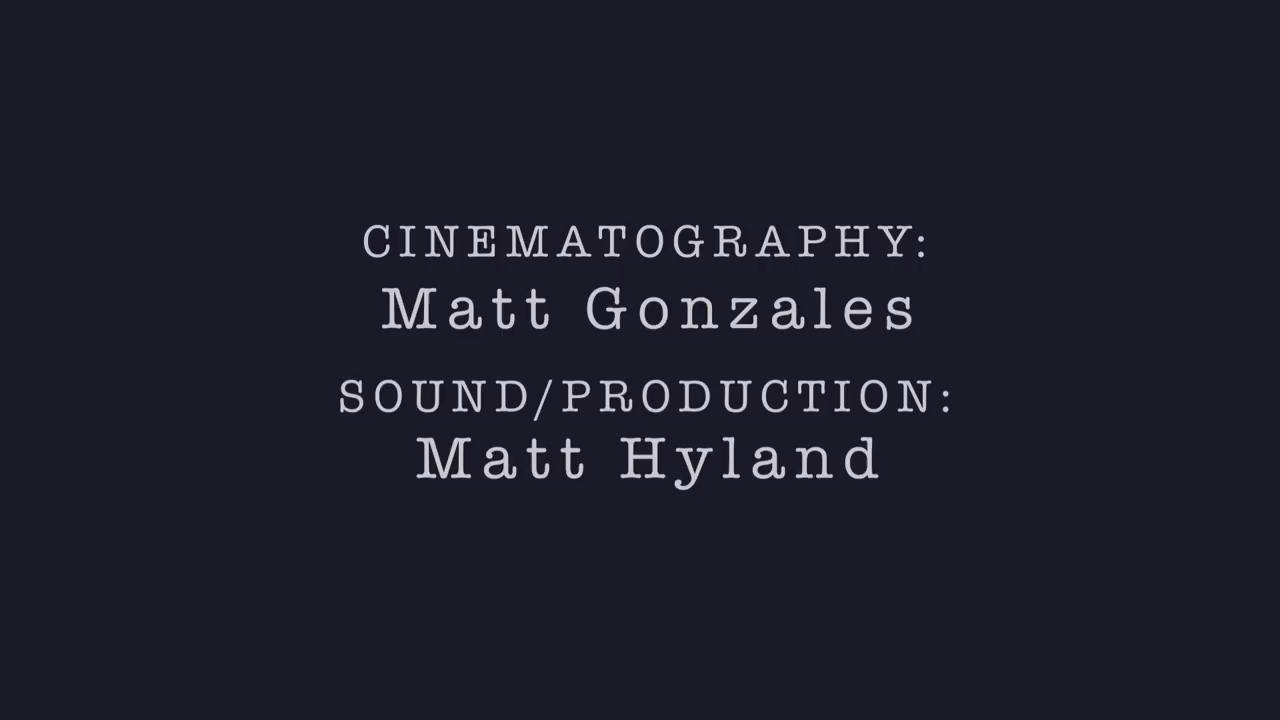 CINEMATOGRAPHY:
Matt Gonzales
SOUND/PRODUCTION:
Matt Hyland